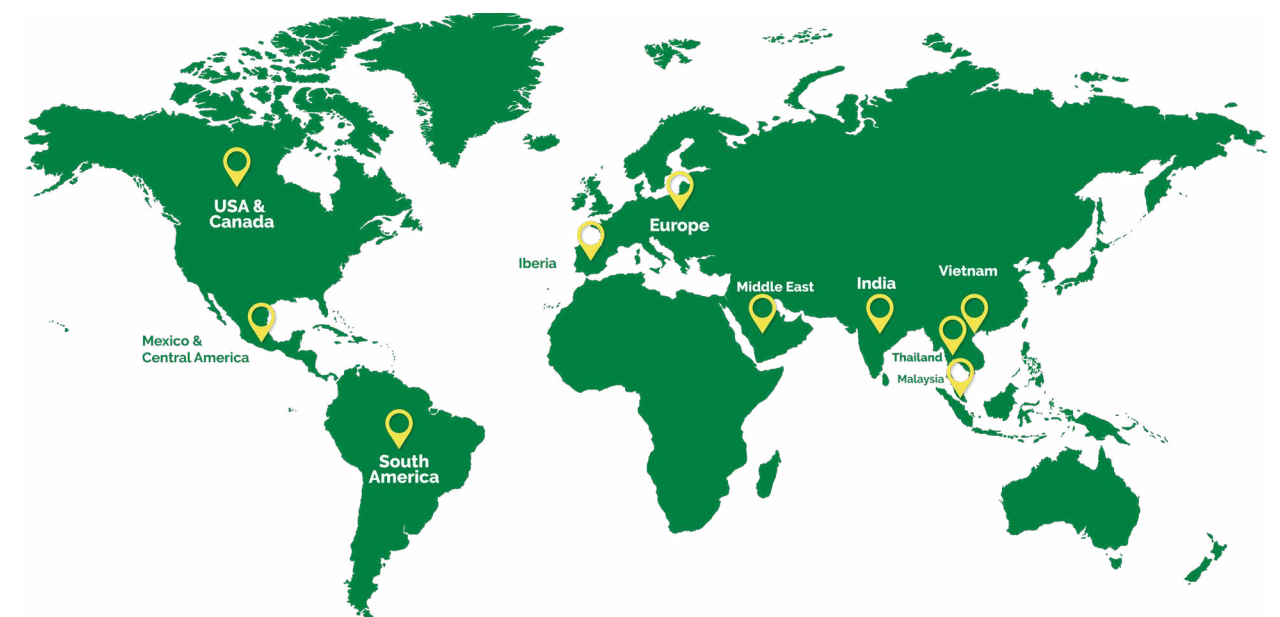 USA &
Canada
Europe
Iberia
Vietnam
India
Middle East
Mexico &
Central America
Thailand
Malaysia
South
America